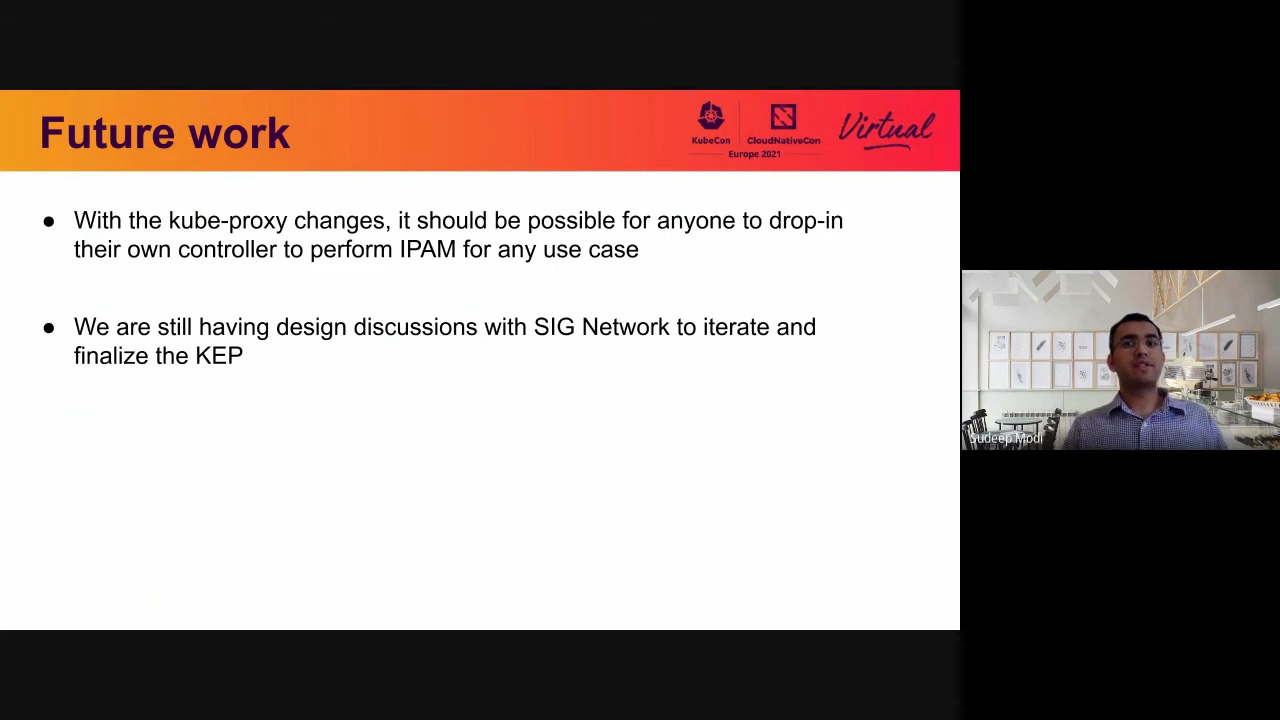 Future work
KubeCon
CloudNativeCon
Europe 2021
Virtual
● With the kube-proxy changes, it should be possible for anyone to drop-in
their own controller to perform IPAM for any use case
● We are still having design discussions with SIG Network to iterate and
finalize the KEP
Sudeep Modi